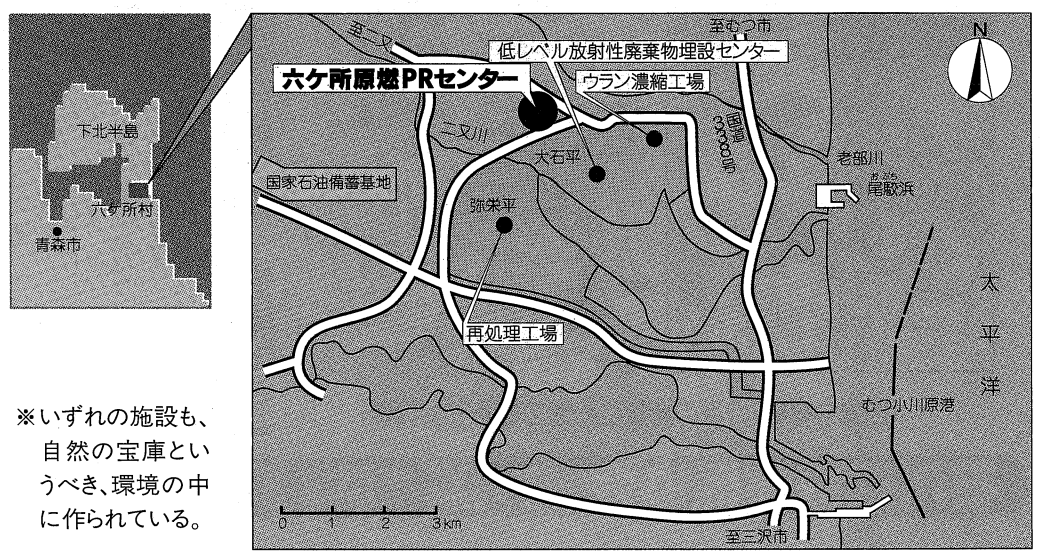 下北半島
六ケ所村
青森市
※いずれの施設も、
自然の宝庫とい
うべき、環境の中
に作られている。
至二又
至むつ市
N
低レベル放射性廃棄物埋設センター
六ケ所原燃PRセンター
ウラン濃縮工場
国道338号
二又川
大石平
老部川
おぶち
尾駮浜
国家石油備蓄基地
弥栄平
再処理工場
太平洋
むつ小川原港
0 1 2 3km
至三沢市